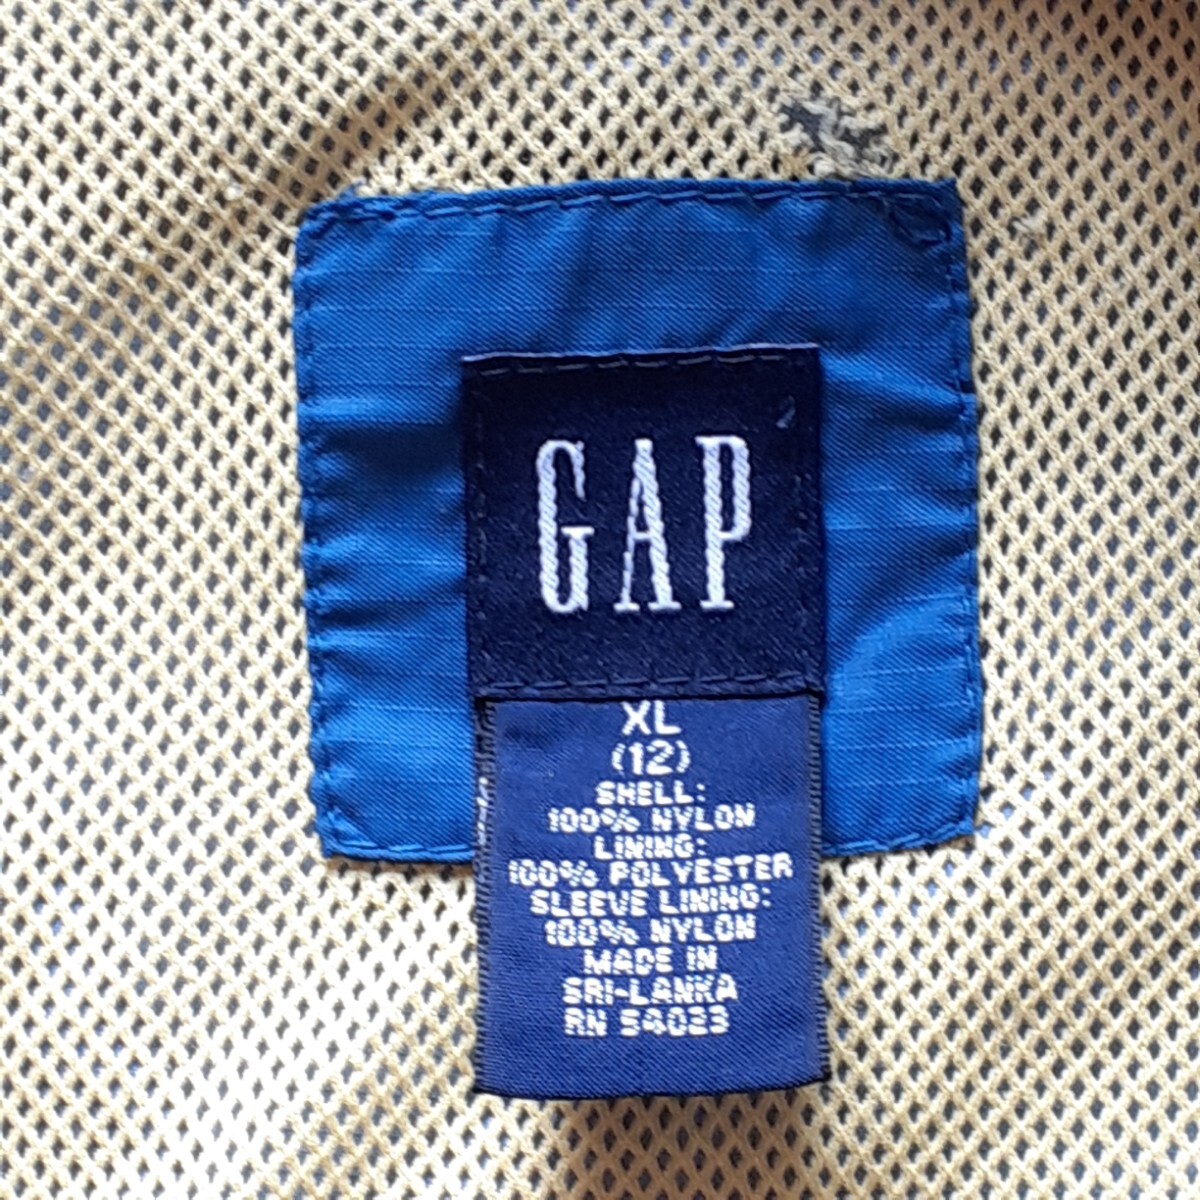 GAP
XL
(12)
SHELL:
100% NYLON
LINING:
100% POLYESTER
SLEEVE LINING:
100% NYLON
MADE IN
SRI-LANKA
RN 54023